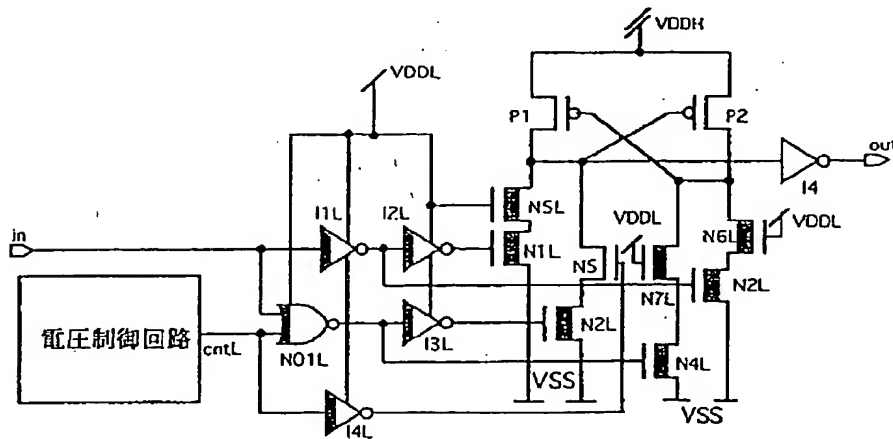 VDDH
VDDL
P1
P2
out
I4
in
I1L
I2L
N5L
VDDL
N6L
VDDL
N1L
NS
N7L
N2L
電圧制御回路
cntL
N01L
I3L
N2L
N4L
VSS
VSS
I4L